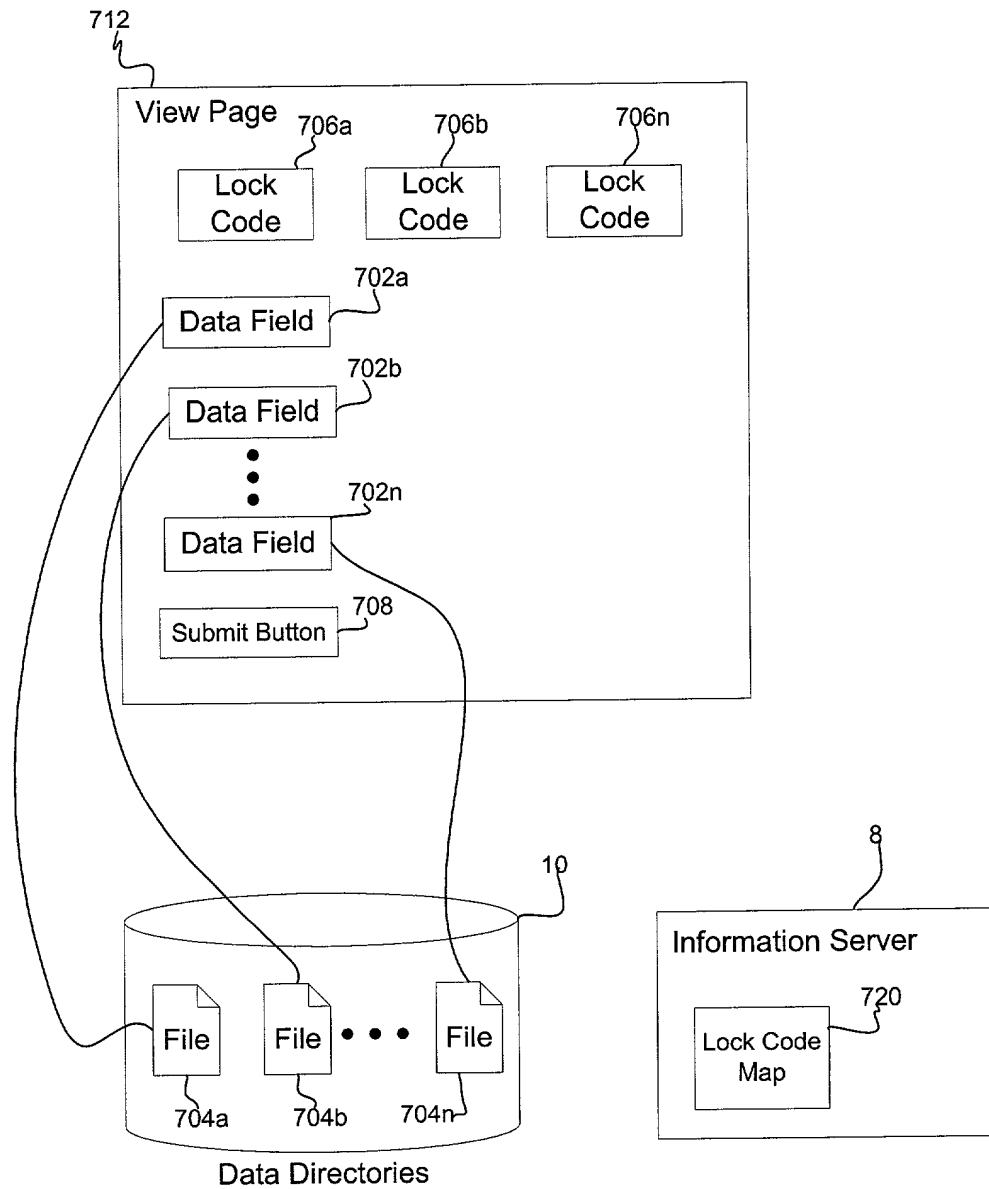 712
View Page
706a
706b
706n
Lock
Code
Lock
Code
Lock
Code
702a
Data Field
702b
Data Field
702n
Data Field
708
Submit Button
10
8
Information Server
720
Lock Code
Map
File
File
File
704a
704b
704n
Data Directories